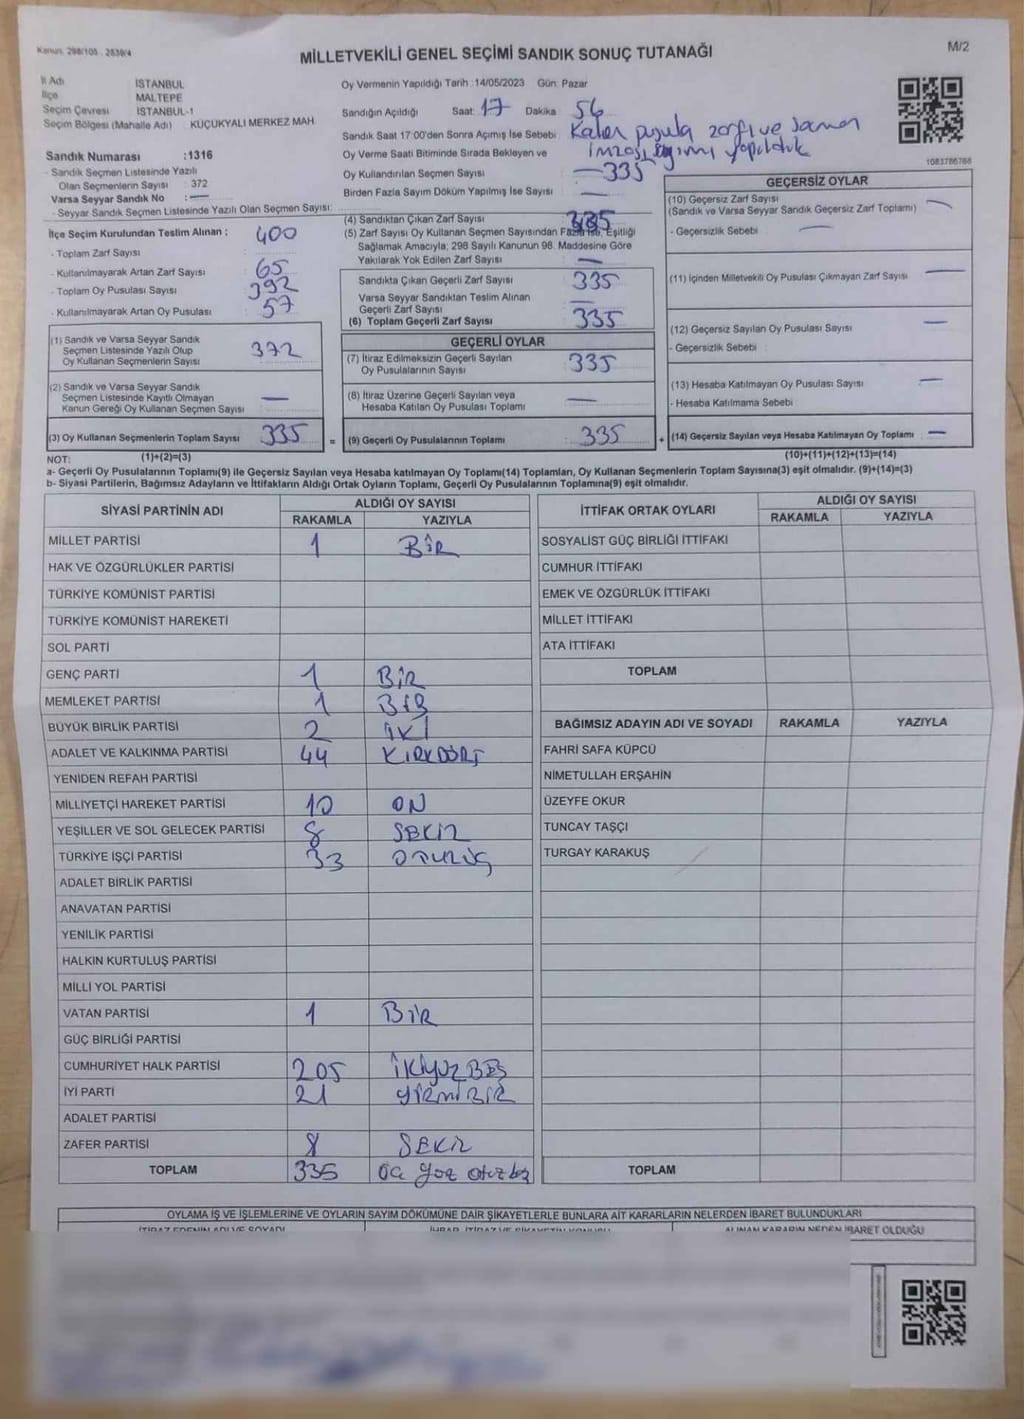 Kanun. 298/105 . 2839/4
MİLLETVEKİLİ GENEL SEÇİMİ SANDIK SONUÇ TUTANAĞI
M/2
İl Adı İSTANBUL
İlçe MALTEPE
Seçim Çevresi İSTANBUL-1
Seçim Bölgesi (Mahalle Adı) KÜÇÜKYALI MERKEZ MAH.
Sandık Numarası :1316
- Sandık Seçmen Listesinde Yazılı
Olan Seçmenlerin Sayısı : 372
Varsa Seyyar Sandık No : —
- Seyyar Sandık Seçmen Listesinde Yazılı Olan Seçmen Sayısı:
Oy Vermenin Yapıldığı Tarih :14/05/2023 Gün: Pazar
Sandığın Açıldığı Saat: 17 Dakika 56
Sandık Saat 17:00'den Sonra Açımış İse Sebebi: Kalan pusula zarf ve
Oy Verme Saati Bitiminde Sırada Bekleyen ve imzası sayımı yapıldık
Oy Kullandırılan Seçmen Sayısı — 335
Birden Fazla Sayım Döküm Yapılmış İse Sayısı —
1083786768
İlçe Seçim Kurulundan Teslim Alınan : 400
- Toplam Zarf Sayısı
- Kullanılmayarak Artan Zarf Sayısı 65
- Toplam Oy Pusulası Sayısı 392
- Kullanılmayarak Artan Oy Pusulası 57
(1) Sandık ve Varsa Seyyar Sandık
Seçmen Listesinde Yazılı Olup
Oy Kullanan Seçmenlerin Sayısı 372
(2) Sandık ve Varsa Seyyar Sandık
Seçmen Listesinde Kayıtlı Olmayan
Kanun Gereği Oy Kullanan Seçmen Sayısı —
(3) Oy Kullanan Seçmenlerin Toplam Sayısı 335
(1)+(2)=(3)
(4) Sandıktan Çıkan Zarf Sayısı 335
(5) Zarf Sayısı Oy Kullanan Seçmen Sayısından Fazla ise, Eşitliği
Sağlamak Amacıyla; 298 Sayılı Kanunun 98. Maddesine Göre
Yakılarak Yok Edilen Zarf Sayısı —
Sandıkta Çıkan Geçerli Zarf Sayısı 335
Varsa Seyyar Sandıktan Teslim Alınan
Geçerli Zarf Sayısı —
(6) Toplam Geçerli Zarf Sayısı 335
GEÇERLİ OYLAR
(7) İtiraz Edilmeksizin Geçerli Sayılan
Oy Pusulalarının Sayısı 335
(8) İtiraz Üzerine Geçerli Sayılan veya
Hesaba Katılan Oy Pusulası Toplamı —
= (9) Geçerli Oy Pusulalarının Toplamı 335
GEÇERSİZ OYLAR
(10) Geçersiz Zarf Sayısı —
(Sandık ve Varsa Seyyar Sandık Geçersiz Zarf Toplamı)
- Geçersizlik Sebebi —
(11) İçinden Milletvekili Oy Pusulası Çıkmayan Zarf Sayısı —
(12) Geçersiz Sayılan Oy Pusulası Sayısı —
- Geçersizlik Sebebi :
(13) Hesaba Katılmayan Oy Pusulası Sayısı —
- Hesaba Katılmama Sebebi
+ (14) Geçersiz Sayılan veya Hesaba Katılmayan Oy Toplamı —
(10)+(11)+(12)+(13)=(14)
NOT:
a- Geçerli Oy Pusulalarının Toplamı(9) ile Geçersiz Sayılan veya Hesaba katılmayan Oy Toplamı(14) Toplamları, Oy Kullanan Seçmenlerin Toplam Sayısına(3) eşit olmalıdır. (9)+(14)=(3)
b- Siyasi Partilerin, Bağımsız Adayların ve İttifakların Aldığı Ortak Oyların Toplamı, Geçerli Oy Pusulalarının Toplamına(9) eşit olmalıdır.
SİYASİ PARTİNİN ADI ALDIĞI OY SAYISI
RAKAMLA YAZIYLA
MİLLET PARTİSİ 1 BİR
HAK VE ÖZGÜRLÜKLER PARTİSİ
TÜRKİYE KOMÜNİST PARTİSİ
TÜRKİYE KOMÜNİST HAREKETİ
SOL PARTİ
GENÇ PARTİ 1 BİR
MEMLEKET PARTİSİ 1 BİR
BÜYÜK BİRLİK PARTİSİ 2 İKİ
ADALET VE KALKINMA PARTİSİ 44 KIRKDÖRT
YENİDEN REFAH PARTİSİ
MİLLİYETÇİ HAREKET PARTİSİ 10 ON
YEŞİLLER VE SOL GELECEK PARTİSİ 8 SEKİZ
TÜRKİYE İŞÇİ PARTİSİ 33 OTUZÜÇ
ADALET BİRLİK PARTİSİ
ANAVATAN PARTİSİ
YENİLİK PARTİSİ
HALKIN KURTULUŞ PARTİSİ
MİLLİ YOL PARTİSİ
VATAN PARTİSİ 1 BİR
GÜÇ BİRLİĞİ PARTİSİ
CUMHURİYET HALK PARTİSİ 205 İKİYÜZBEŞ
İYİ PARTİ 21 YİRMİBİR
ADALET PARTİSİ
ZAFER PARTİSİ 8 SEKİZ
TOPLAM 335 üç yüz otuz beş
İTTİFAK ORTAK OYLARI ALDIĞI OY SAYISI
RAKAMLA YAZIYLA
SOSYALİST GÜÇ BİRLİĞİ İTTİFAKI
CUMHUR İTTİFAKI
EMEK VE ÖZGÜRLÜK İTTİFAKI
MİLLET İTTİFAKI
ATA İTTİFAKI
TOPLAM
BAĞIMSIZ ADAYIN ADI VE SOYADI RAKAMLA YAZIYLA
FAHRİ SAFA KÜPCÜ
NİMETULLAH ERŞAHİN
ÜZEYFE OKUR
TUNCAY TAŞÇI
TURGAY KARAKUŞ
TOPLAM
OYLAMA İŞ VE İŞLEMLERİNE VE OYLARIN SAYIM DÖKÜMÜNE DAİR ŞİKAYETLERLE BUNLARA AİT KARARLARIN NELERDEN İBARET BULUNDUKLARI
İTİRAZ EDENİN ADI VE SOYADI İHBAR, İTİRAZ VE ŞİKAYETİN KONUSU ALINAN KARARIN NEDEN İBARET OLDUĞU